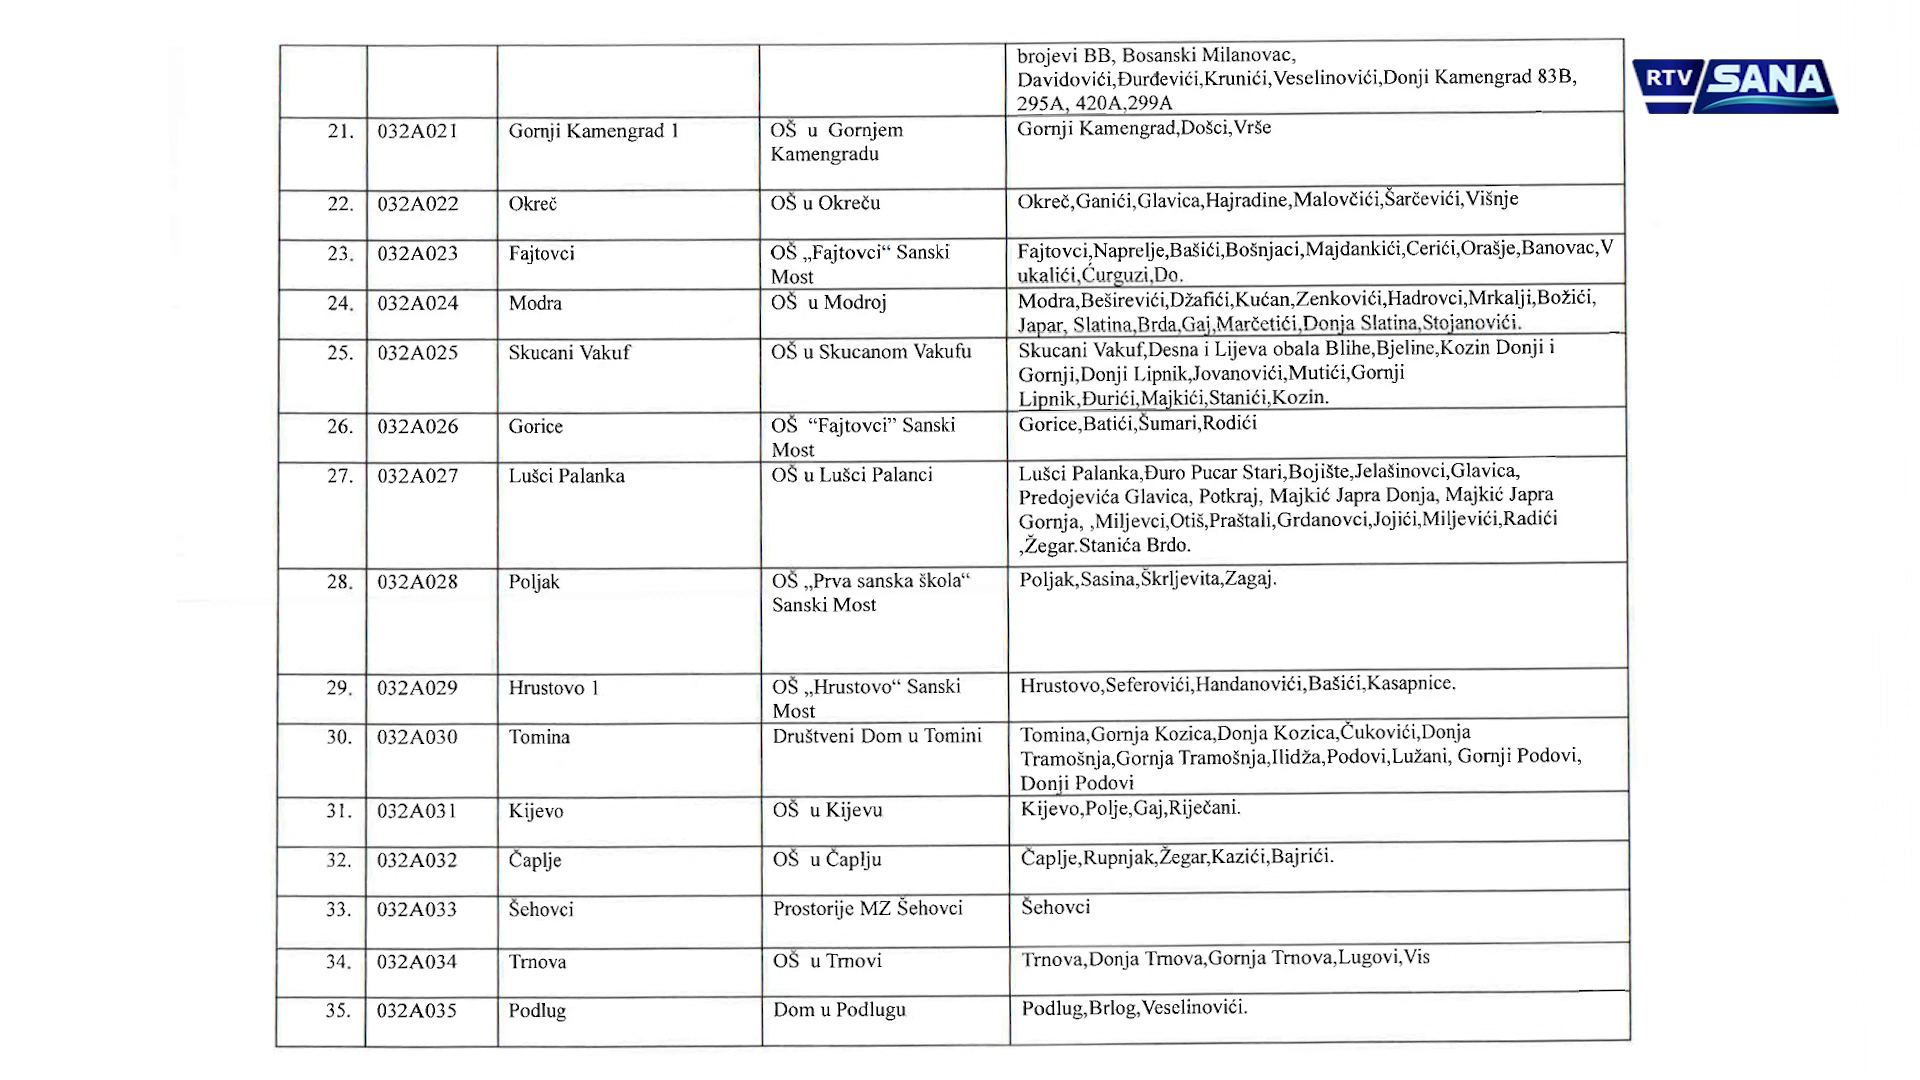 brojevi BB, Bosanski Milanovac,
Davidovići,Đurđevići,Krunići,Veselinovići,Donji Kamengrad 83B,
295A, 420A,299A
RTV SANA
21. 032A021 Gornji Kamengrad 1 OŠ u Gornjem Gornji Kamengrad,Došci,Vrše
Kamengradu
22. 032A022 Okreč OŠ u Okreču Okreč,Ganići,Glavica,Hajradine,Malovčići,Šarčevići,Višnje
23. 032A023 Fajtovci OŠ „Fajtovci“ Sanski Fajtovci,Naprelje,Bašići,Bošnjaci,Majdankići,Cerići,Orašje,Banovac,V
Most ukalići,Ćurguzi,Do.
24. 032A024 Modra OŠ u Modroj Modra,Beširevići,Džafići,Kućan,Zenkovići,Hadrovci,Mrkalji,Božići,
Japar, Slatina,Brda,Gaj,Marčetići,Donja Slatina,Stojanovići.
25. 032A025 Skucani Vakuf OŠ u Skucanom Vakufu Skucani Vakuf,Desna i Lijeva obala Blihe,Bjeline,Kozin Donji i
Gornji,Donji Lipnik,Jovanovići,Mutići,Gornji
Lipnik,Đurići,Majkići,Stanići,Kozin.
26. 032A026 Gorice OŠ “Fajtovci” Sanski Gorice,Batići,Šumari,Rodići
Most
27. 032A027 Lušci Palanka OŠ u Lušci Palanci Lušci Palanka,Đuro Pucar Stari,Bojište,Jelašinovci,Glavica,
Predojevića Glavica, Potkraj, Majkić Japra Donja, Majkić Japra
Gornja, ,Miljevci,Otiš,Praštali,Grdanovci,Jojići,Miljevići,Radići
,Žegar.Stanića Brdo.
28. 032A028 Poljak OŠ „Prva sanska škola“ Poljak,Sasina,Škrljevita,Zagaj.
Sanski Most
29. 032A029 Hrustovo 1 OŠ „Hrustovo“ Sanski Hrustovo,Seferovići,Handanovići,Bašići,Kasapnice.
Most
30. 032A030 Tomina Društveni Dom u Tomini Tomina,Gornja Kozica,Donja Kozica,Čukovići,Donja
Tramošnja,Gornja Tramošnja,Ilidža,Podovi,Lužani, Gornji Podovi,
Donji Podovi
31. 032A031 Kijevo OŠ u Kijevu Kijevo,Polje,Gaj,Riječani.
32. 032A032 Čaplje OŠ u Čaplju Čaplje,Rupnjak,Žegar,Kazići,Bajrići.
33. 032A033 Šehovci Prostorije MZ Šehovci Šehovci
34. 032A034 Trnova OŠ u Trnovi Trnova,Donja Trnova,Gornja Trnova,Lugovi,Vis
35. 032A035 Podlug Dom u Podlugu Podlug,Brlog,Veselinovići.